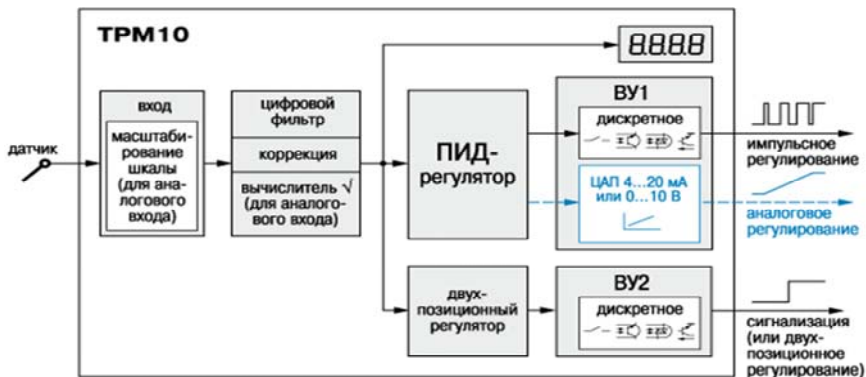 ТРМ10
8.8.8.8
датчик
вход
масштаби-
рование
шкалы
(для ана-
логового
входа)
цифровой
фильтр
коррекция
вычислитель √
(для аналого-
вого входа)
ПИД-
регулятор
ВУ1
дискретное
ЦАП 4...20 мА
или 0...10 В
импульсное
регулирование
аналоговое
регулирование
двух-
позиционный
регулятор
ВУ2
дискретное
сигнализация
(или двух-
позиционное
регулирование)